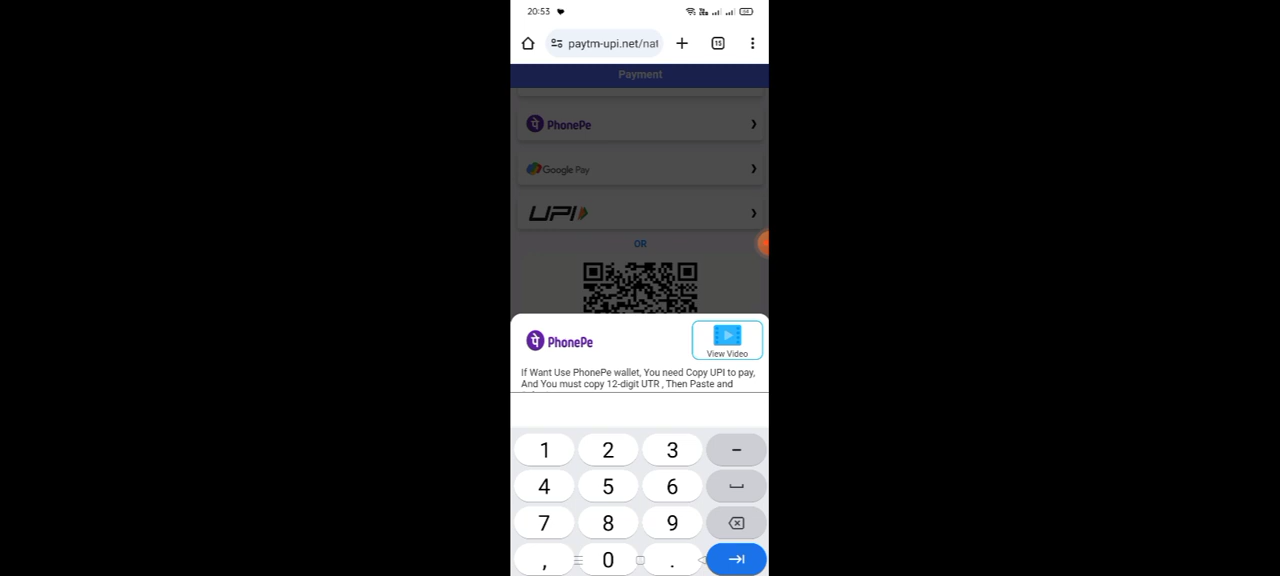 20:53
paytm-upi.net/nat
15
Payment
पे PhonePe
Google Pay
UPI
OR
पे PhonePe
View Video
If Want Use PhonePe wallet, You need Copy UPI to pay,
And You must copy 12-digit UTR , Then Paste and
1 2 3 -
4 5 6
7 8 9
, 0 .